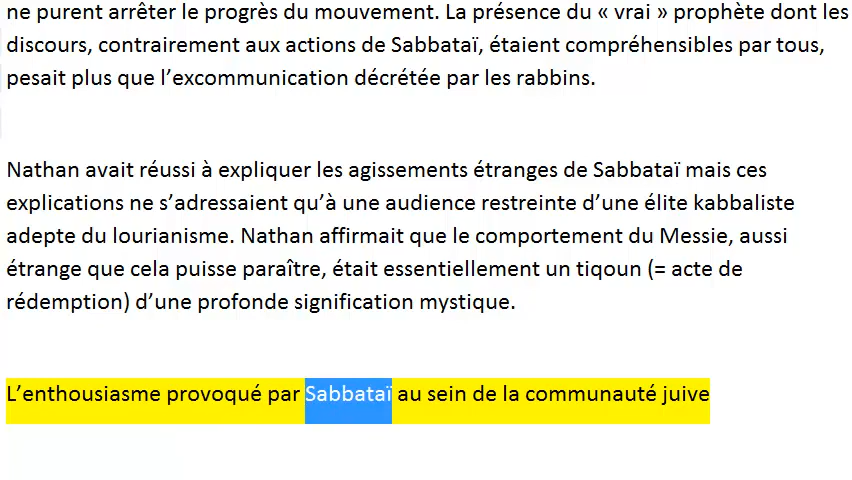 ne purent arrêter le progrès du mouvement. La présence du « vrai » prophète dont les
discours, contrairement aux actions de Sabbataï, étaient compréhensibles par tous,
pesait plus que l’excommunication décrétée par les rabbins.
Nathan avait réussi à expliquer les agissements étranges de Sabbataï mais ces
explications ne s’adressaient qu’à une audience restreinte d’une élite kabbaliste
adepte du lourianisme. Nathan affirmait que le comportement du Messie, aussi
étrange que cela puisse paraître, était essentiellement un tiqoun (= acte de
rédemption) d’une profonde signification mystique.
L’enthousiasme provoqué par Sabbataï au sein de la communauté juive